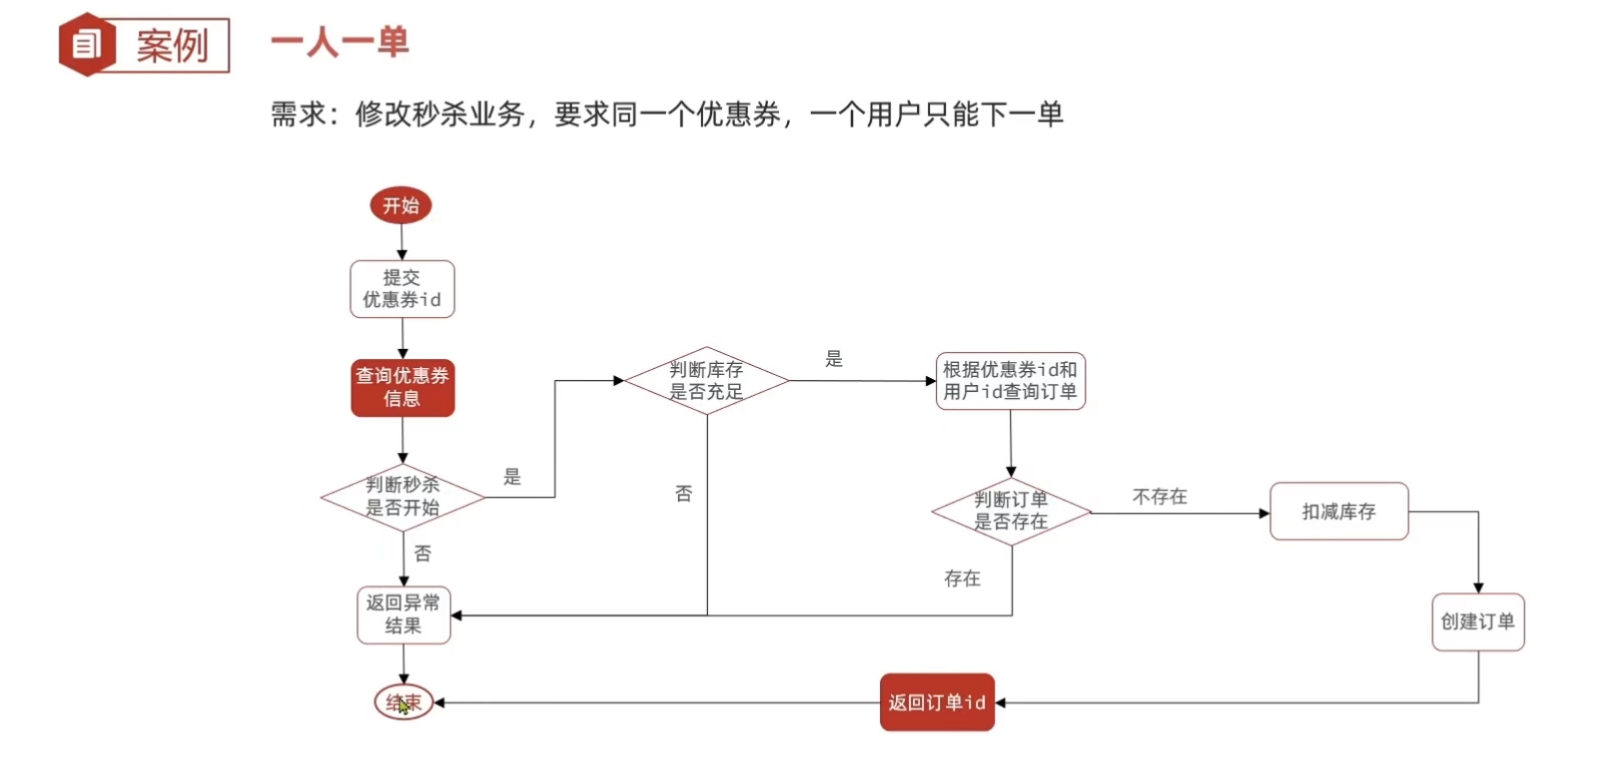 案例
一人一单
需求：修改秒杀业务，要求同一个优惠券，一个用户只能下一单
开始
提交
优惠券id
查询优惠券
信息
判断秒杀
是否开始
是
否
返回异常
结果
结束
判断库存
是否充足
是
否
根据优惠券id和
用户id查询订单
判断订单
是否存在
不存在
存在
扣减库存
创建订单
返回订单id